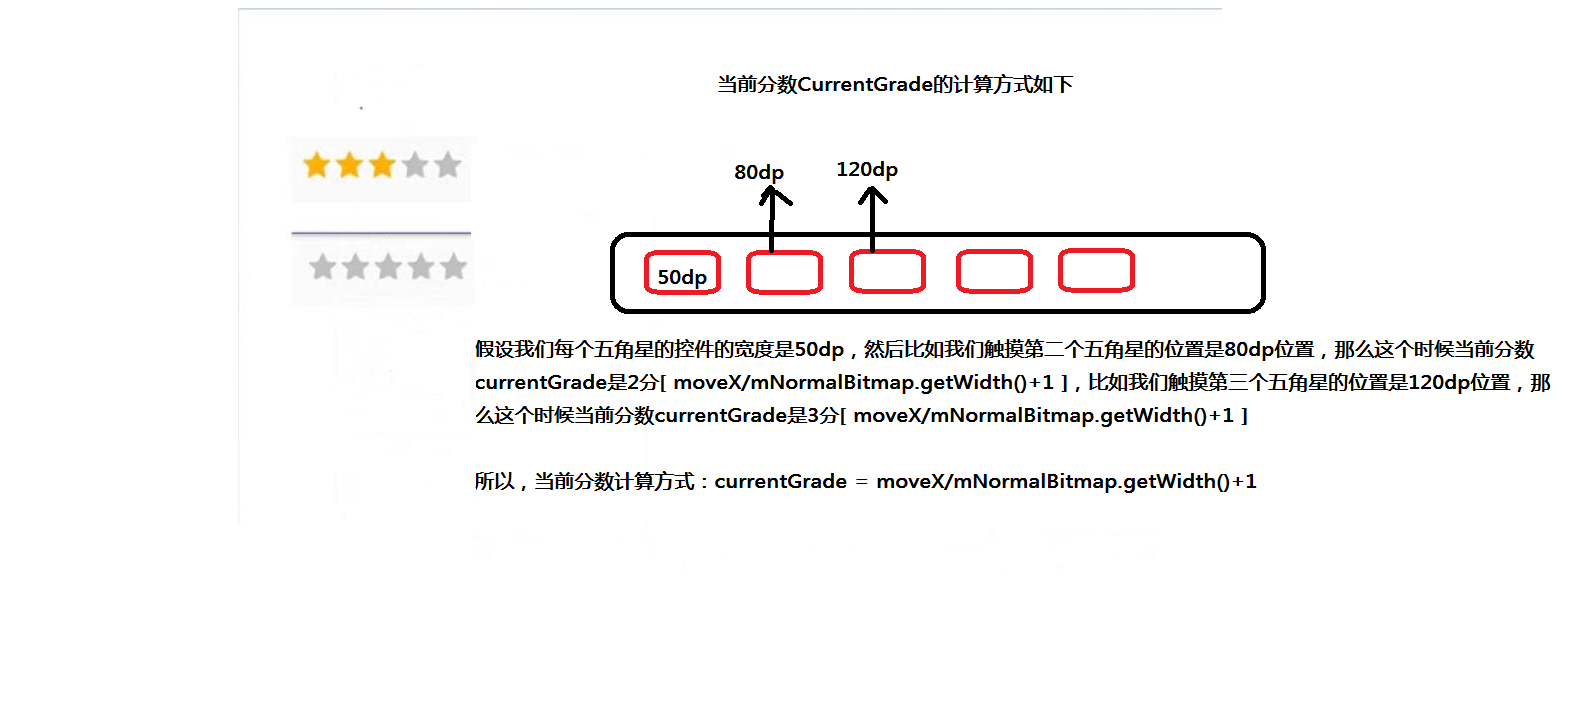 当前分数CurrentGrade的计算方式如下
80dp
120dp
50dp
假设我们每个五角星的控件的宽度是50dp，然后比如我们触摸第二个五角星的位置是80dp位置，那么这个时候当前分数
currentGrade是2分[ moveX/mNormalBitmap.getWidth()+1 ]，比如我们触摸第三个五角星的位置是120dp位置，那
么这个时候当前分数currentGrade是3分[ moveX/mNormalBitmap.getWidth()+1 ]
所以，当前分数计算方式：currentGrade = moveX/mNormalBitmap.getWidth()+1